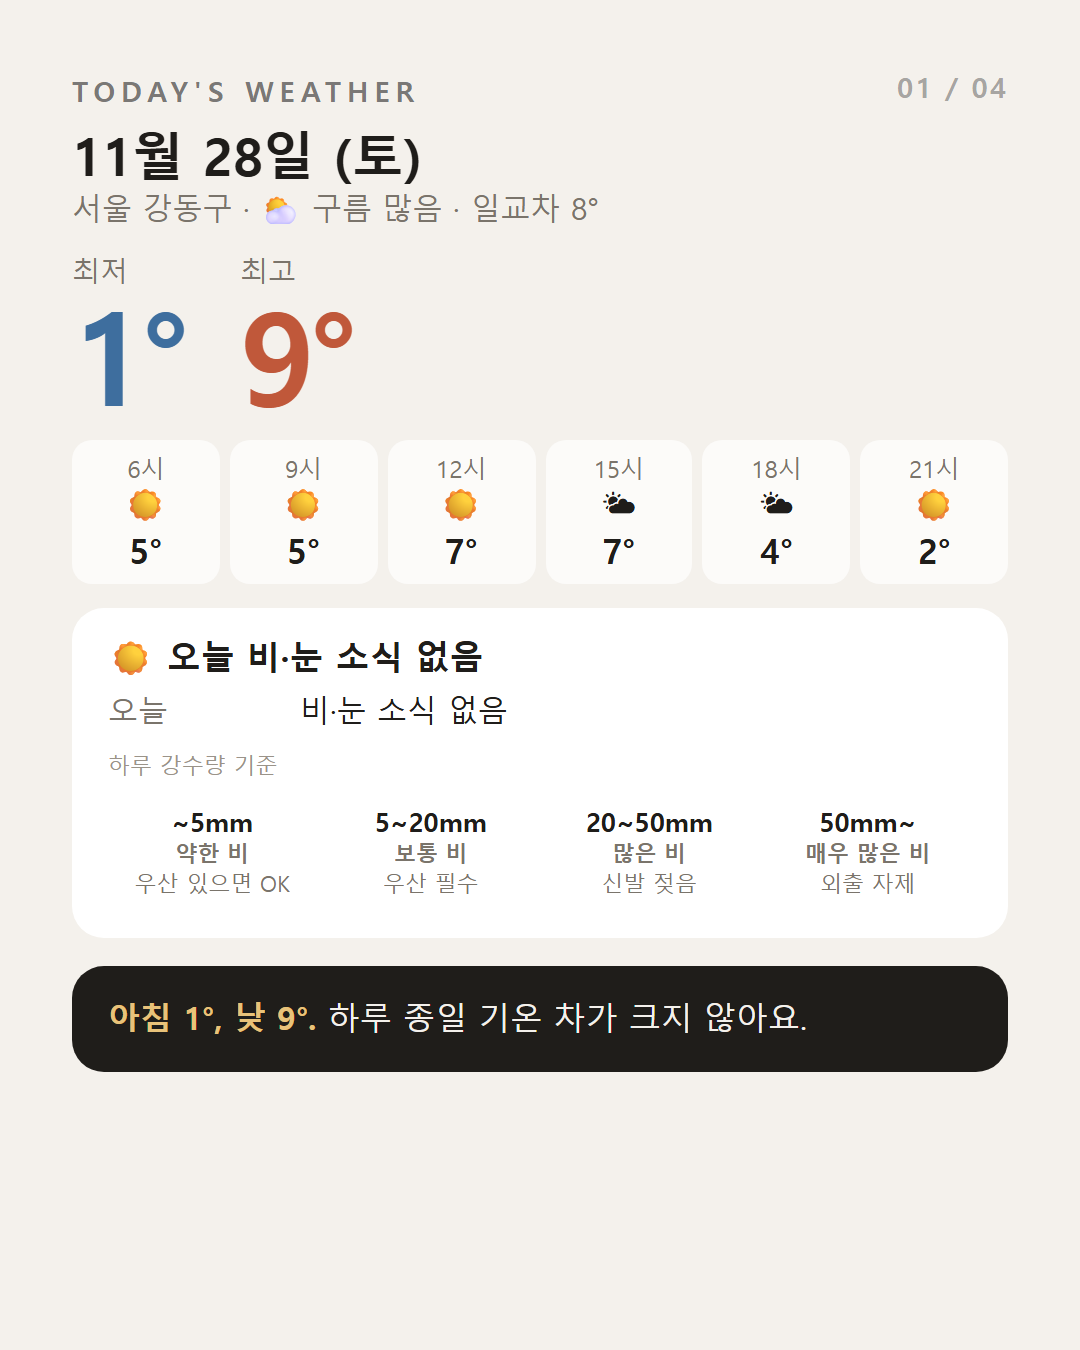 TODAY'S WEATHER
01 / 04
11월 28일 (토)
서울 강동구 · 구름 많음 · 일교차 8°
최저 최고
1° 9°
6시 9시 12시 15시 18시 21시
5° 5° 7° 7° 4° 2°
오늘 비·눈 소식 없음
오늘 비·눈 소식 없음
하루 강수량 기준
~5mm 5~20mm 20~50mm 50mm~
약한 비 보통 비 많은 비 매우 많은 비
우산 있으면 OK 우산 필수 신발 젖음 외출 자제
아침 1°, 낮 9°. 하루 종일 기온 차가 크지 않아요.